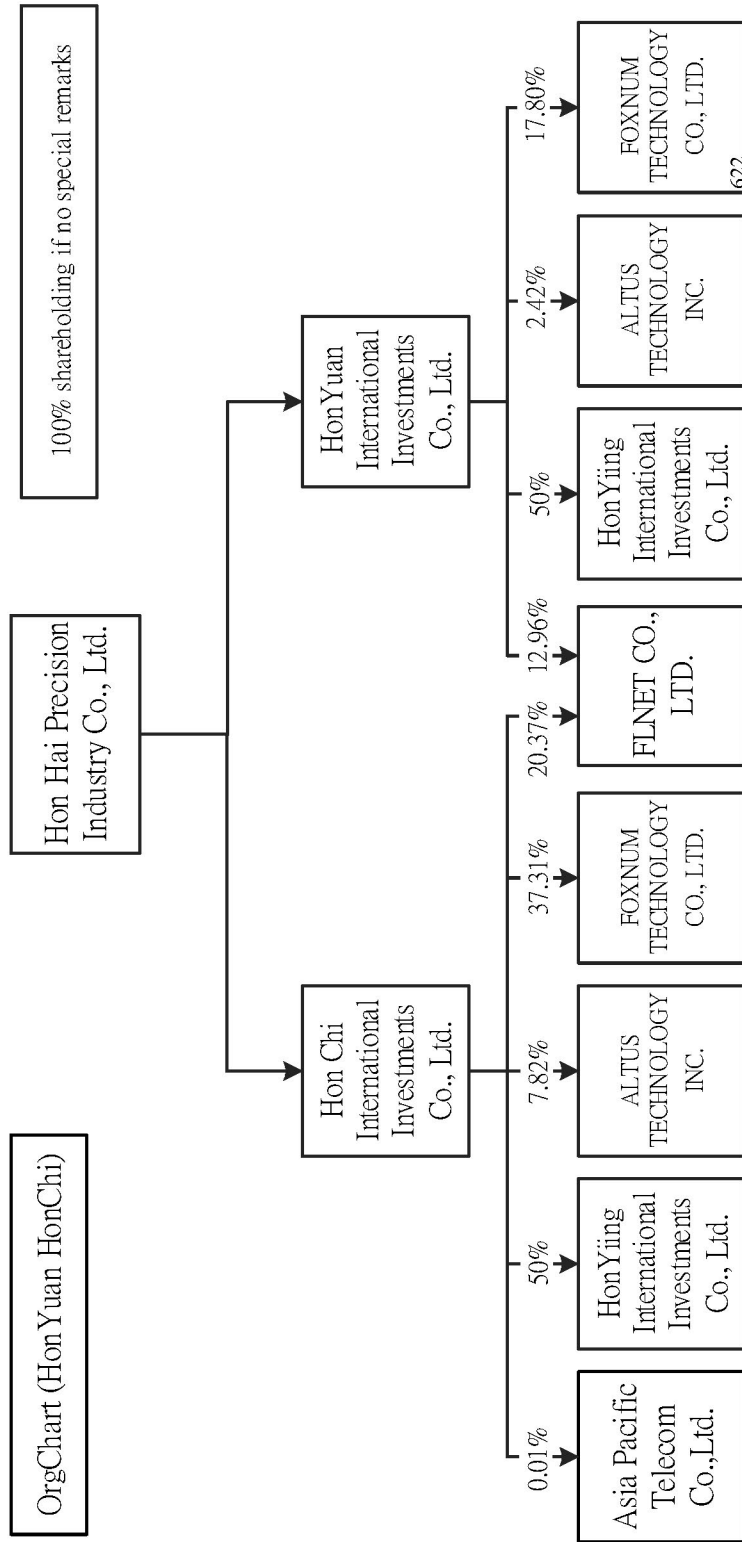 OrgChart (HonYuan HonChi)
100% shareholding if no special remarks
Hon Hai Precision
Industry Co., Ltd.
Hon Chi
International
Investments
Co., Ltd.
HonYuan
International
Investments
Co., Ltd.
0.01%
50%
7.82%
37.31%
20.37%
12.96%
50%
2.42%
17.80%
Asia Pacific
Telecom
Co.,Ltd.
HonYiing
International
Investments
Co., Ltd.
ALTUS
TECHNOLOGY
INC.
FOXNUM
TECHNOLOGY
CO., LTD.
FLNET CO.,
LTD.
HonYiing
International
Investments
Co., Ltd.
ALTUS
TECHNOLOGY
INC.
FOXNUM
TECHNOLOGY
CO., LTD.
622